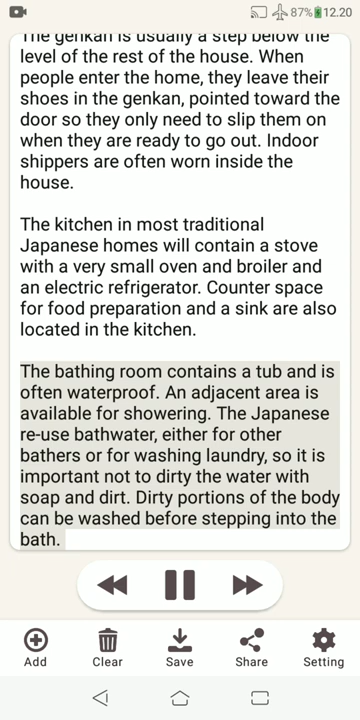 87% 12.20
The genkan is usually a step below the
level of the rest of the house. When
people enter the home, they leave their
shoes in the genkan, pointed toward the
door so they only need to slip them on
when they are ready to go out. Indoor
shippers are often worn inside the
house.
The kitchen in most traditional
Japanese homes will contain a stove
with a very small oven and broiler and
an electric refrigerator. Counter space
for food preparation and a sink are also
located in the kitchen.
The bathing room contains a tub and is
often waterproof. An adjacent area is
available for showering. The Japanese
re-use bathwater, either for other
bathers or for washing laundry, so it is
important not to dirty the water with
soap and dirt. Dirty portions of the body
can be washed before stepping into the
bath.
Add Clear Save Share Setting